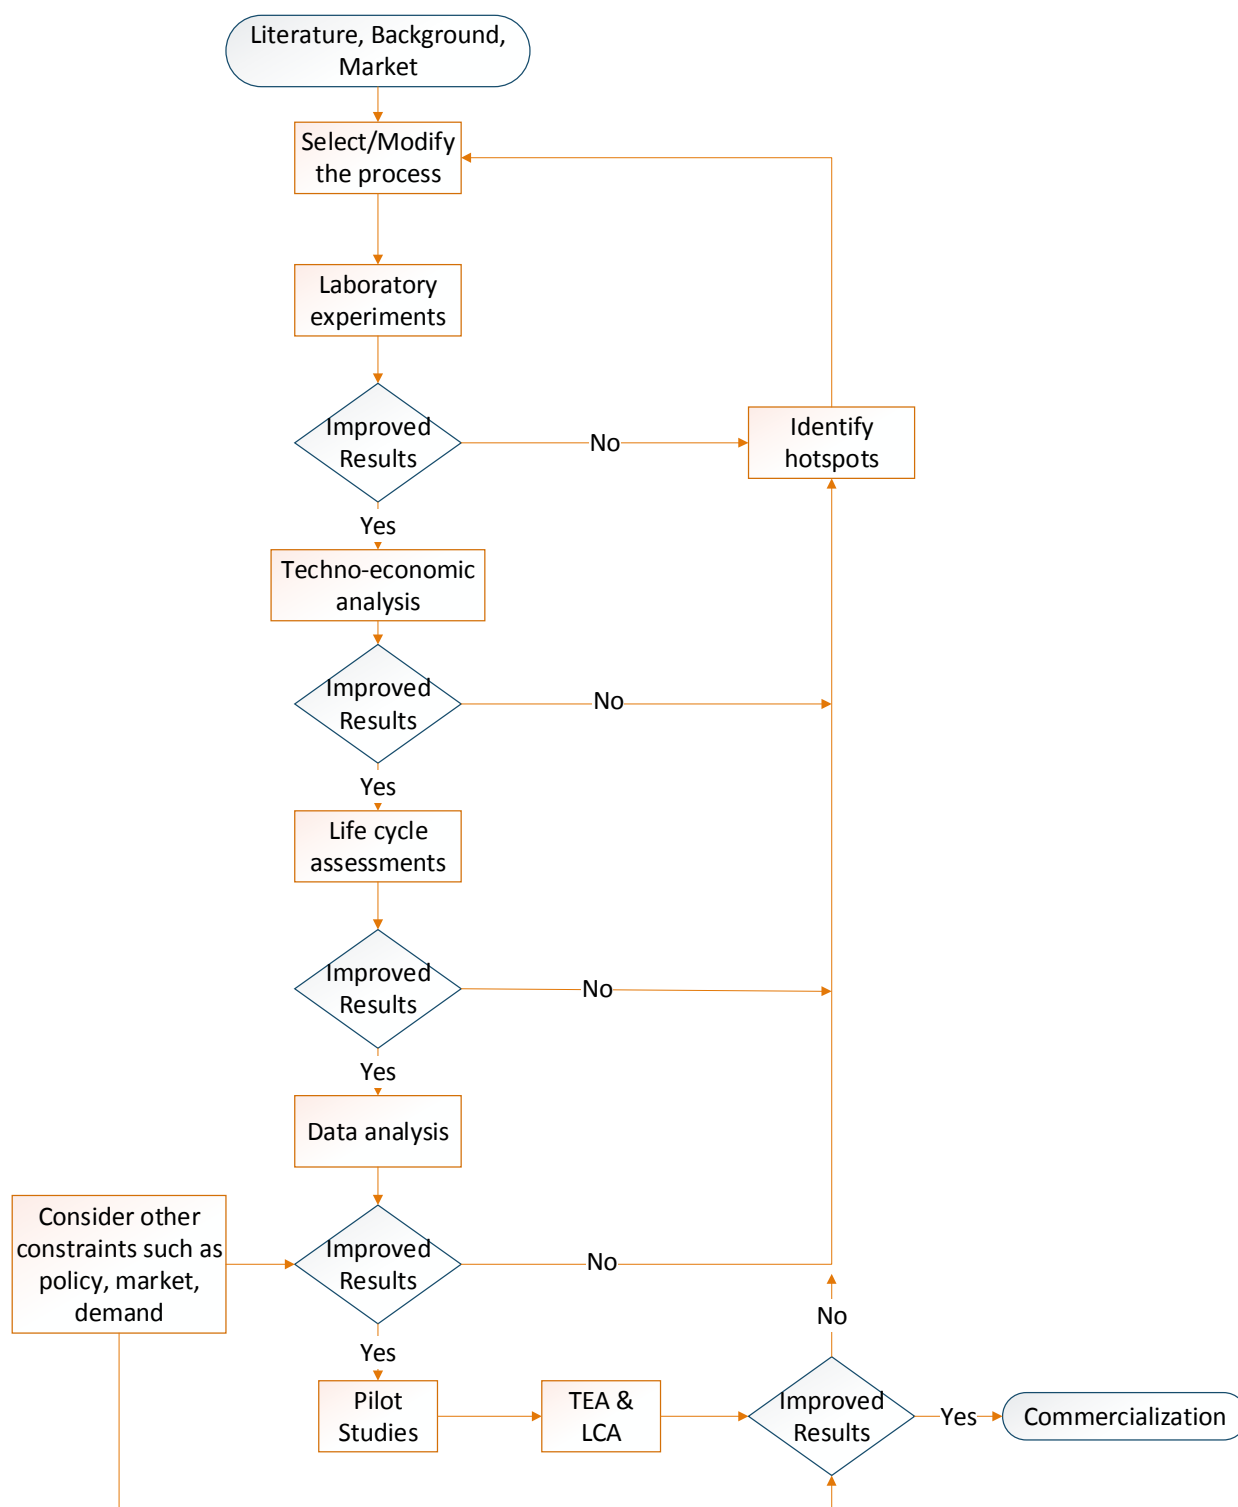 Literature, Background,
Market
Select/Modify
the process
Laboratory
experiments
Improved
Results
No
Identify
hotspots
Yes
Techno-economic
analysis
Improved
Results
No
Yes
Life cycle
assessments
Improved
Results
No
Yes
Data analysis
Consider other
constraints such as
policy, market,
demand
Improved
Results
No
No
Yes
Pilot
Studies
TEA &
LCA
Improved
Results
Yes
Commercialization